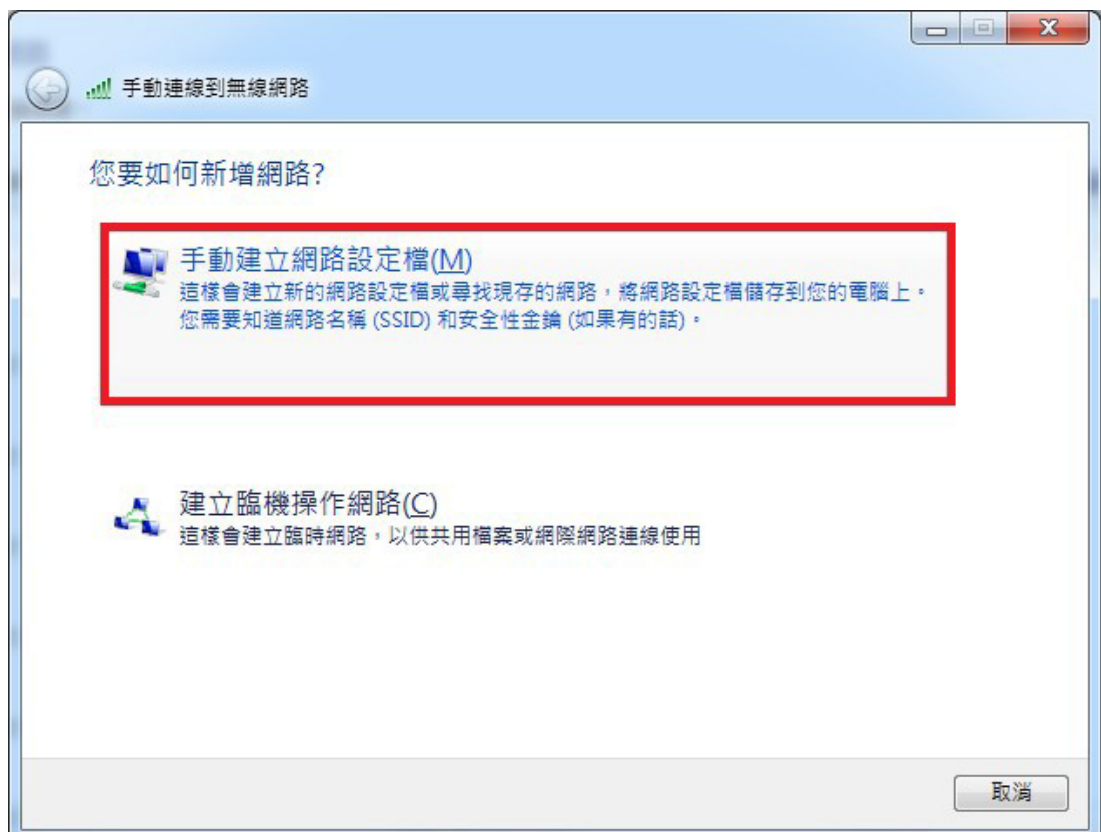 手動連線到無線網路
您要如何新增網路?
手動建立網路設定檔(M)
這樣會建立新的網路設定檔或尋找現存的網路，將網路設定檔儲存到您的電腦上。
您需要知道網路名稱 (SSID) 和安全性金鑰 (如果有的話)。
建立臨機操作網路(C)
這樣會建立臨時網路，以供共用檔案或網際網路連線使用
取消